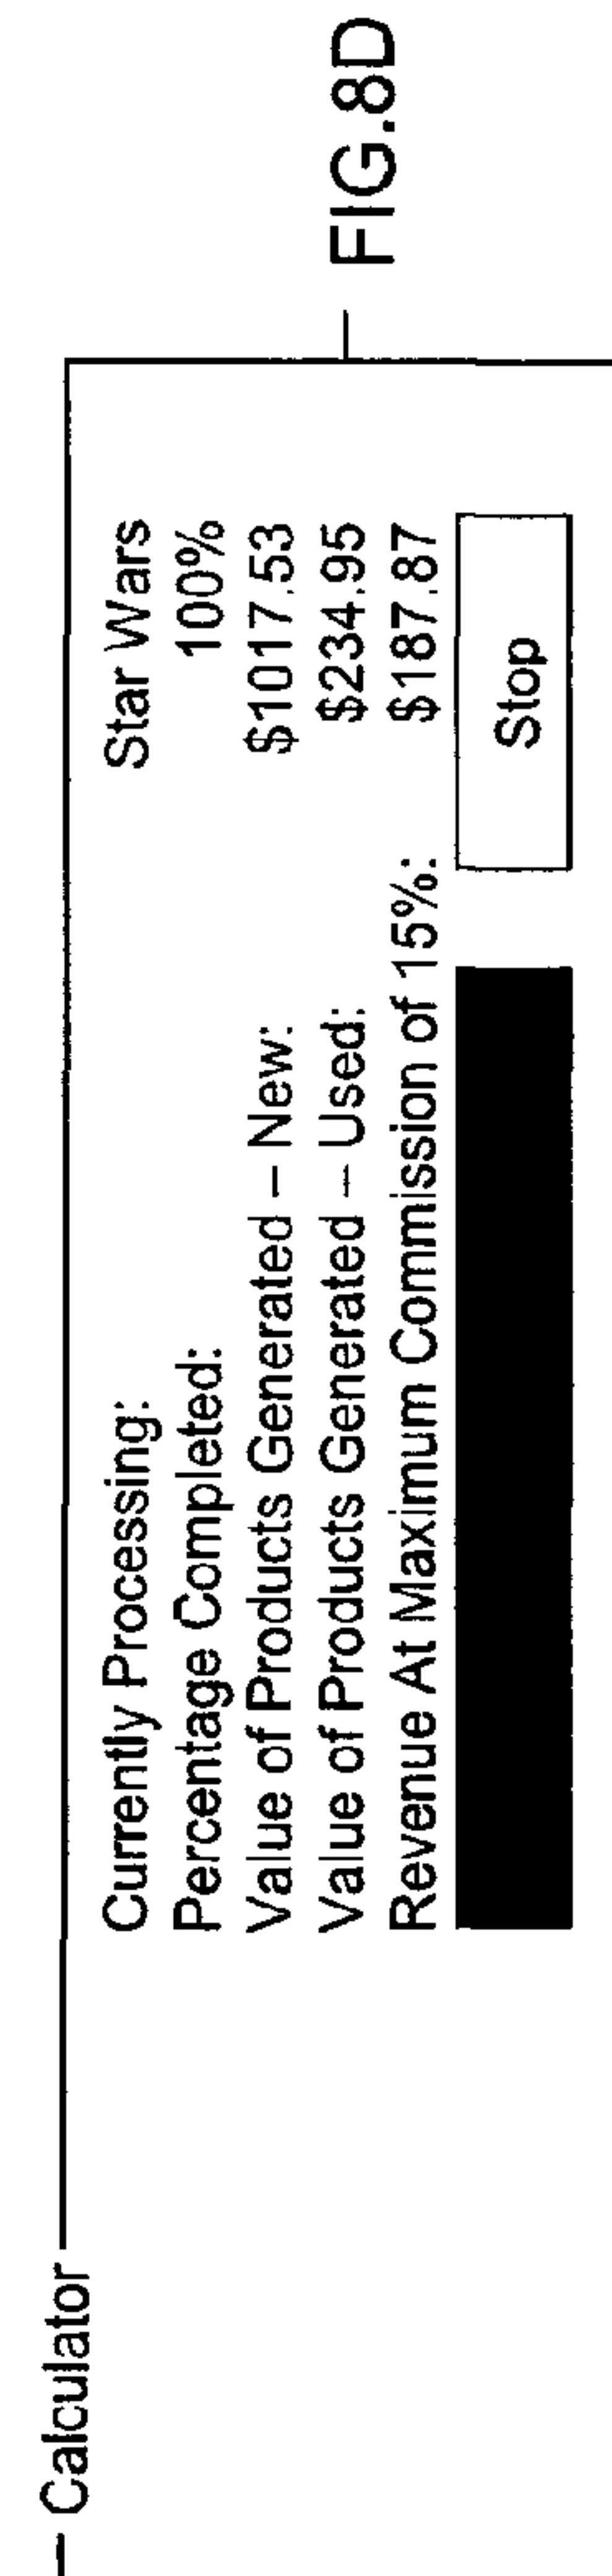 Calculator
Currently Processing: Star Wars
Percentage Completed: 100%
Value of Products Generated – New: $1017.53
Value of Products Generated – Used: $234.95
Revenue At Maximum Commission of 15%: $187.87
Stop
FIG.8D